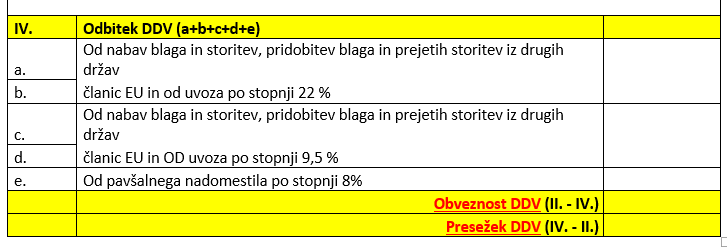 IV. Odbitek DDV (a+b+c+d+e)
Od nabav blaga in storitev, pridobitev blaga in prejetih storitev iz drugih
a. držav
b. članic EU in od uvoza po stopnji 22 %
Od nabav blaga in storitev, pridobitev blaga in prejetih storitev iz drugih
c. držav
d. članic EU in OD uvoza po stopnji 9,5 %
e. Od pavšalnega nadomestila po stopnji 8%
Obveznost DDV (II. - IV.)
Presežek DDV (IV. - II.)